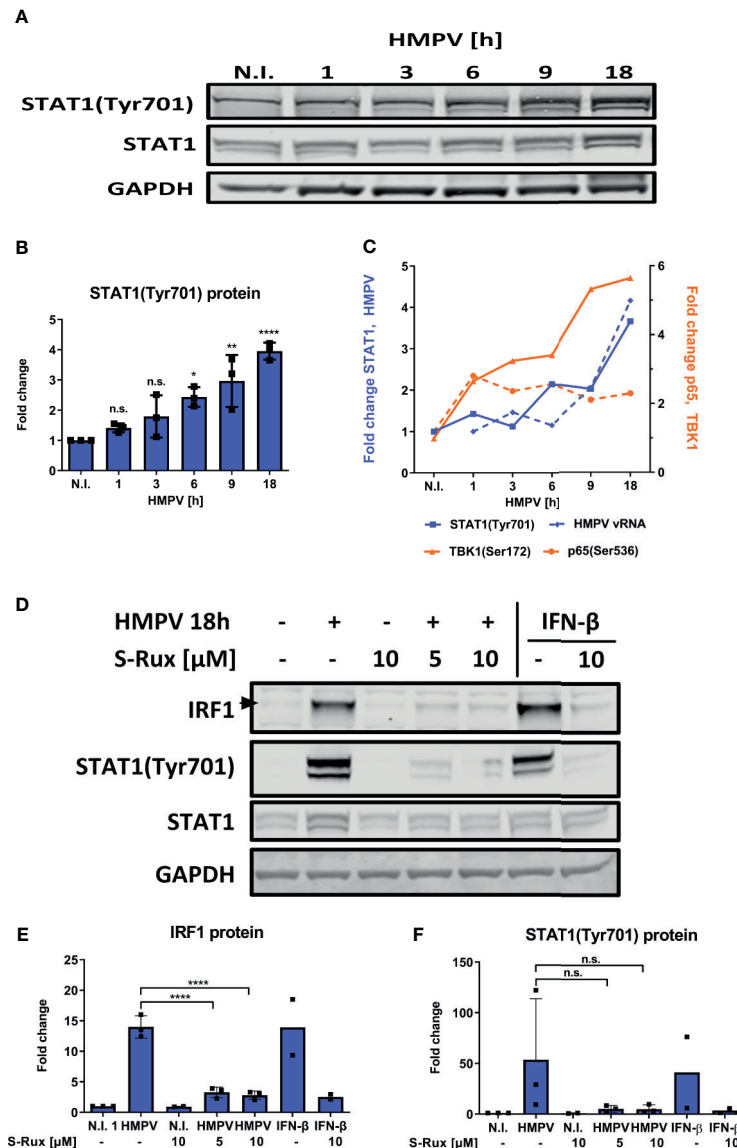 A
HMPV [h]
N.I. 1 3 6 9 18
STAT1(Tyr701)
STAT1
GAPDH
B
STAT1(Tyr701) protein
Fold change
5
4
3
2
1
0
n.s.
n.s.
*
**
****
N.I. 1 3 6 9 18
HMPV [h]
C
Fold change STAT1, HMPV
5
4
3
2
1
0
Fold change p65, TBK1
6
4
2
0
N.I. 1 3 6 9 18
HMPV [h]
STAT1(Tyr701) HMPV vRNA
TBK1(Ser172) p65(Ser536)
D
HMPV 18h - + - + + IFN-β
S-Rux [µM] - - 10 5 10 - 10
IRF1
STAT1(Tyr701)
STAT1
GAPDH
E
IRF1 protein
Fold change
25
20
15
10
5
0
****
****
N.I. 1 HMPV N.I. HMPV HMPV IFN-β IFN-β
S-Rux [µM] - - 10 5 10 - 10
F
STAT1(Tyr701) protein
Fold change
150
100
50
0
n.s.
n.s.
N.I. HMPV N.I. HMPV HMPV IFN-β IFN-β
S-Rux [µM] - - 10 5 10 - 10